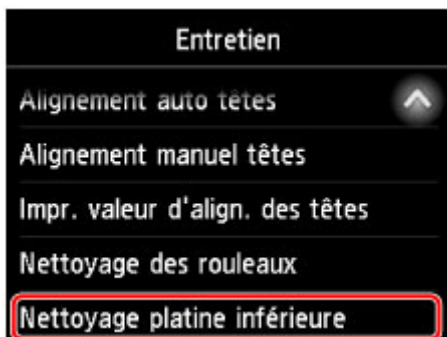 Entretien
Alignement auto têtes
Alignement manuel têtes
Impr. valeur d'align. des têtes
Nettoyage des rouleaux
Nettoyage platine inférieure